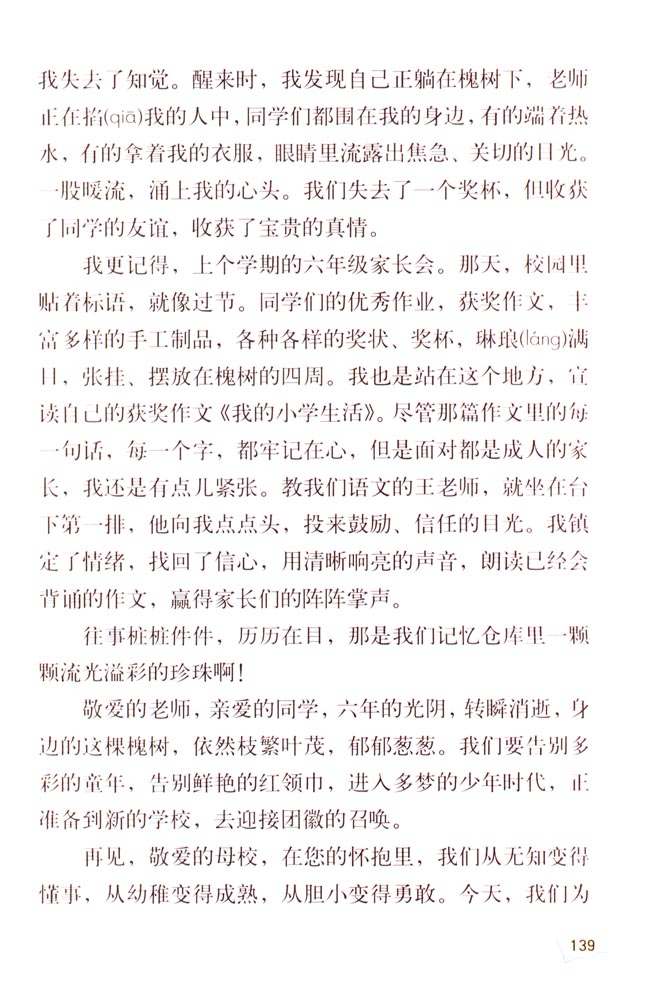 我失去了知觉。醒来时，我发现自己正躺在槐树下，老师
正在掐(qiā)我的人中，同学们都围在我的身边，有的端着热
水，有的拿着我的衣服，眼睛里流露出焦急、关切的目光。
一股暖流，涌上我的心头。我们失去了一个奖杯，但收获
了同学的友谊，收获了宝贵的真情。
我更记得，上个学期的六年级家长会。那天，校园里
贴着标语，就像过节。同学们的优秀作业，获奖作文，丰
富多样的手工制品，各种各样的奖状、奖杯，琳琅(láng)满
目，张挂、摆放在槐树的四周。我也是站在这个地方，宣
读自己的获奖作文《我的小学生活》。尽管那篇作文里的每
一句话，每一个字，都牢记在心，但是面对都是成人的家
长，我还是有点儿紧张。教我们语文的王老师，就坐在台
下第一排，他向我点点头，投来鼓励、信任的目光。我镇
定了情绪，找回了信心，用清晰响亮的声音，朗读已经会
背诵的作文，赢得家长们的阵阵掌声。
往事桩桩件件，历历在目，那是我们记忆仓库里一颗
颗流光溢彩的珍珠啊！
敬爱的老师，亲爱的同学，六年的光阴，转瞬消逝，身
边的这棵槐树，依然枝繁叶茂，郁郁葱葱。我们要告别多
彩的童年，告别鲜艳的红领巾，进入多梦的少年时代，正
准备到新的学校，去迎接团徽的召唤。
再见，敬爱的母校，在您的怀抱里，我们从无知变得
懂事，从幼稚变得成熟，从胆小变得勇敢。今天，我们为
139